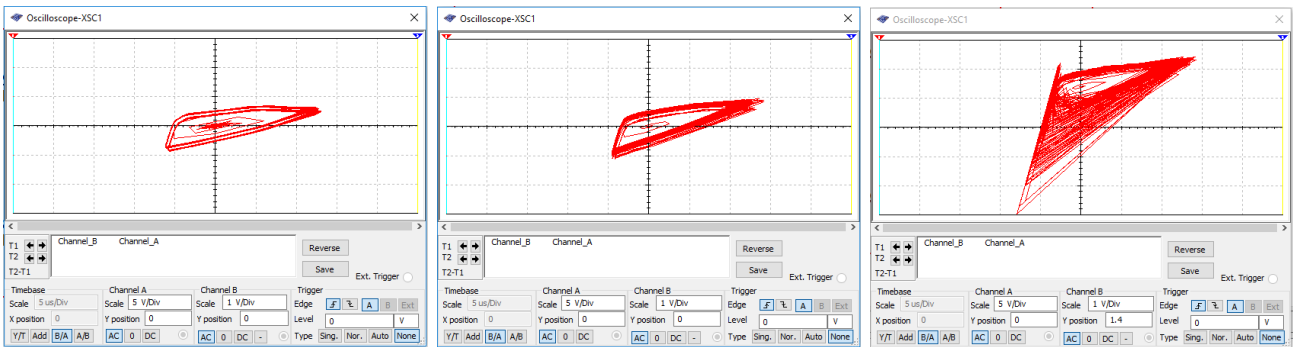 Oscilloscope-XSC1
1
2
Channel_B Channel_A
T1
T2
T2-T1
Reverse
Save
Ext. Trigger
Timebase
Scale 5 us/Div
X position 0
Y/T Add B/A A/B
Channel A
Scale 5 V/Div
Y position 0
AC 0 DC
Channel B
Scale 1 V/Div
Y position 0
AC 0 DC -
Trigger
Edge A B Ext
Level 0 V
Type Sing. Nor. Auto None
Oscilloscope-XSC1
1
2
Channel_B Channel_A
T1
T2
T2-T1
Reverse
Save
Ext. Trigger
Timebase
Scale 5 us/Div
X position 0
Y/T Add B/A A/B
Channel A
Scale 5 V/Div
Y position 0
AC 0 DC
Channel B
Scale 1 V/Div
Y position 0
AC 0 DC -
Trigger
Edge A B Ext
Level 0 V
Type Sing. Nor. Auto None
Oscilloscope-XSC1
1
2
Channel_B Channel_A
T1
T2
T2-T1
Reverse
Save
Ext. Trigger
Timebase
Scale 5 us/Div
X position 0
Y/T Add B/A A/B
Channel A
Scale 5 V/Div
Y position 0
AC 0 DC
Channel B
Scale 1 V/Div
Y position 1.4
AC 0 DC -
Trigger
Edge A B Ext
Level 0 V
Type Sing. Nor. Auto None